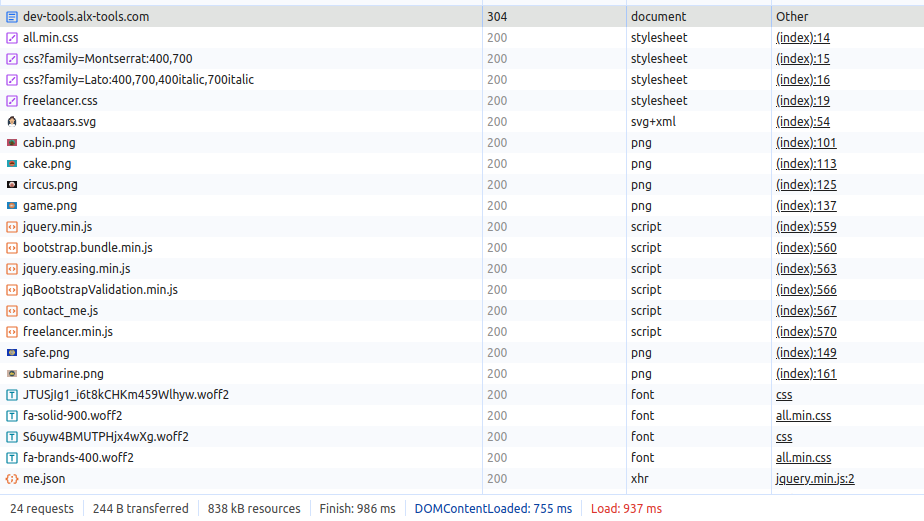 dev-tools.alx-tools.com 304 document Other
all.min.css 200 stylesheet (index):14
css?family=Montserrat:400,700 200 stylesheet (index):15
css?family=Lato:400,700,400italic,700italic 200 stylesheet (index):16
freelancer.css 200 stylesheet (index):19
avataaars.svg 200 svg+xml (index):54
cabin.png 200 png (index):101
cake.png 200 png (index):113
circus.png 200 png (index):125
game.png 200 png (index):137
jquery.min.js 200 script (index):559
bootstrap.bundle.min.js 200 script (index):560
jquery.easing.min.js 200 script (index):563
jqBootstrapValidation.min.js 200 script (index):566
contact_me.js 200 script (index):567
freelancer.min.js 200 script (index):570
safe.png 200 png (index):149
submarine.png 200 png (index):161
JTUSjIg1_i6t8kCHKm459Wlhyw.woff2 200 font css
fa-solid-900.woff2 200 font all.min.css
S6uyw4BMUTPHjx4wXg.woff2 200 font css
fa-brands-400.woff2 200 font all.min.css
me.json 200 xhr jquery.min.js:2
24 requests 244 B transferred 838 kB resources Finish: 986 ms DOMContentLoaded: 755 ms Load: 937 ms